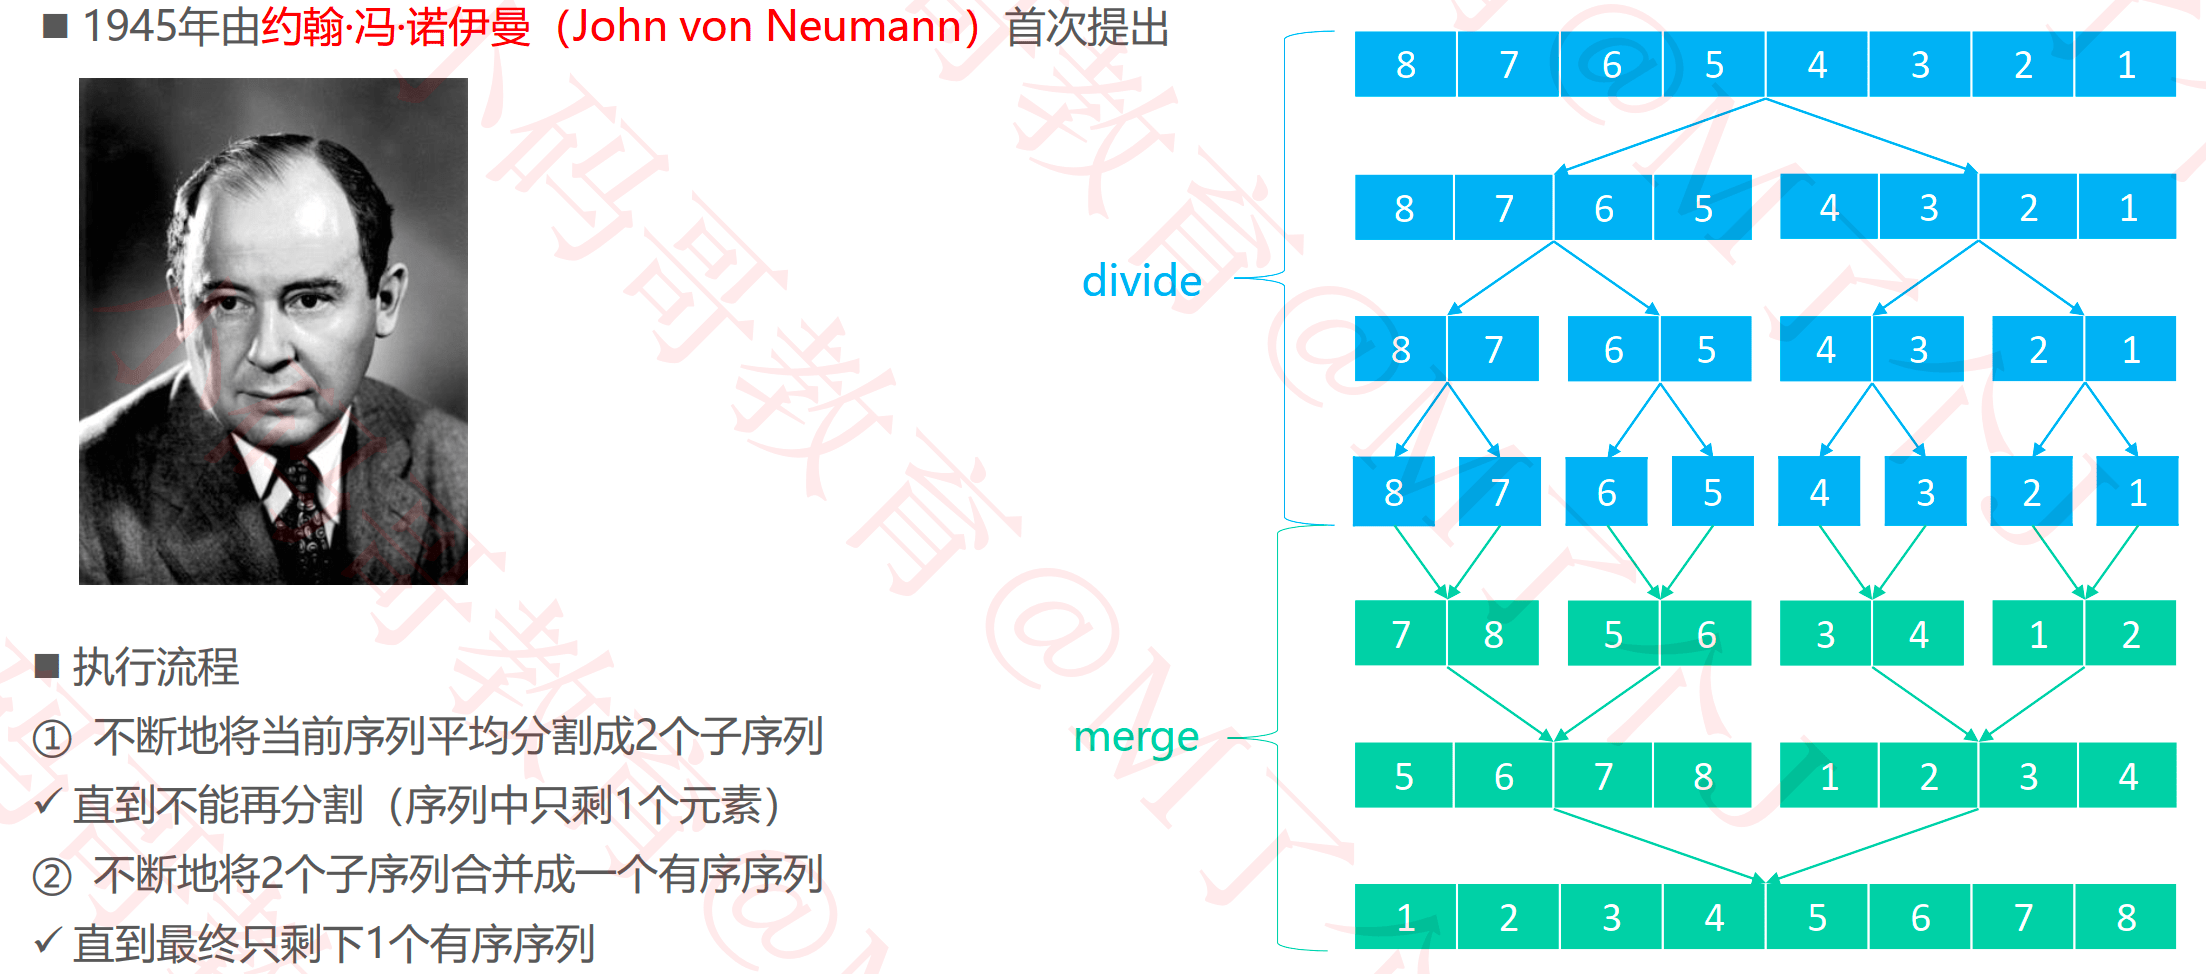 ■ 1945年由约翰·冯·诺伊曼（John von Neumann）首次提出
■ 执行流程
① 不断地将当前序列平均分割成2个子序列
✓ 直到不能再分割（序列中只剩1个元素）
② 不断地将2个子序列合并成一个有序序列
✓ 直到最终只剩下1个有序序列
divide
8 7 6 5 4 3 2 1
8 7 6 5 4 3 2 1
8 7 6 5 4 3 2 1
8 7 6 5 4 3 2 1
merge
7 8 5 6 3 4 1 2
5 6 7 8 1 2 3 4
1 2 3 4 5 6 7 8
小码哥教育@M了个J